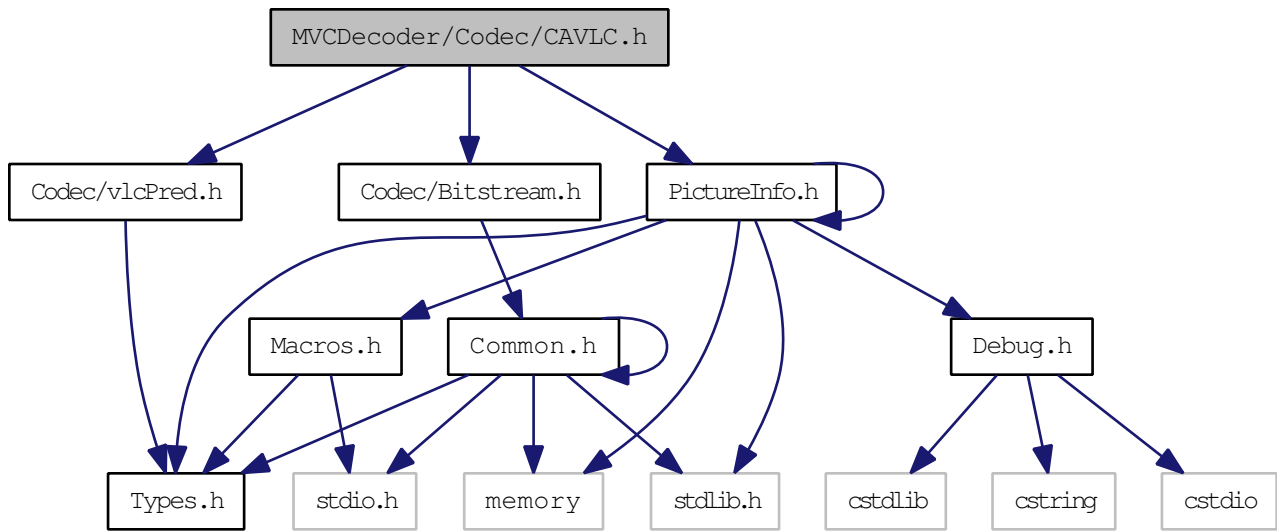 MVCDecoder/Codec/CAVLC.h
Codec/vlcPred.h
Codec/Bitstream.h
PictureInfo.h
Macros.h
Common.h
Debug.h
Types.h
stdio.h
memory
stdlib.h
cstdlib
cstring
cstdio